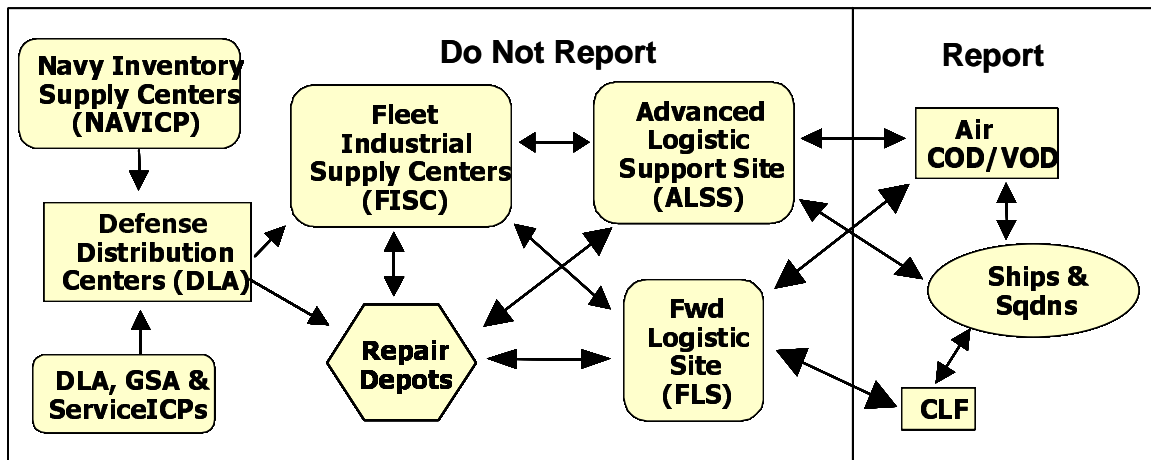 Do Not Report
Report
Navy Inventory
Supply Centers
(NAVICP)
Fleet
Industrial
Supply Centers
(FISC)
Advanced
Logistic
Support Site
(ALSS)
Air
COD/VOD
Defense
Distribution
Centers (DLA)
Ships &
Sqdns
Repair
Depots
Fwd
Logistic
Site
(FLS)
DLA, GSA &
ServiceICPs
CLF